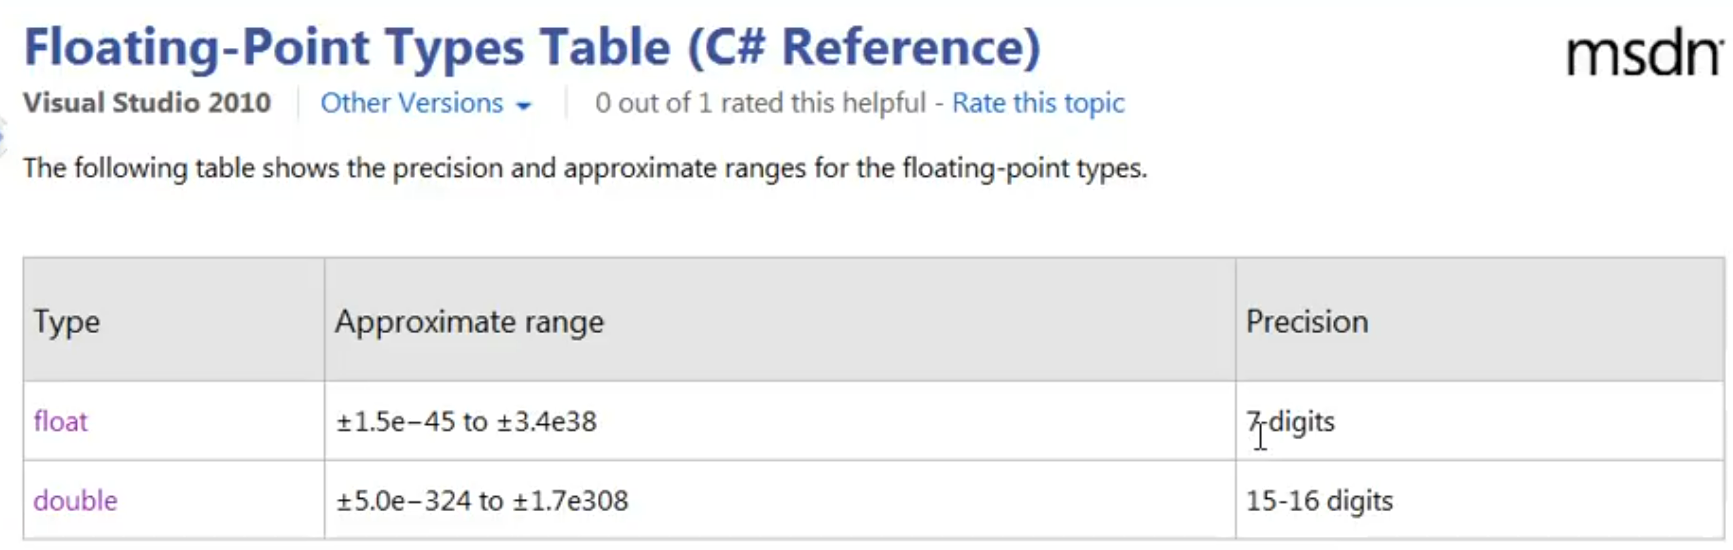 Floating-Point Types Table (C# Reference)
msdn
Visual Studio 2010 Other Versions 0 out of 1 rated this helpful - Rate this topic
The following table shows the precision and approximate ranges for the floating-point types.
Type Approximate range Precision
float ±1.5e−45 to ±3.4e38 7 digits
double ±5.0e−324 to ±1.7e308 15-16 digits